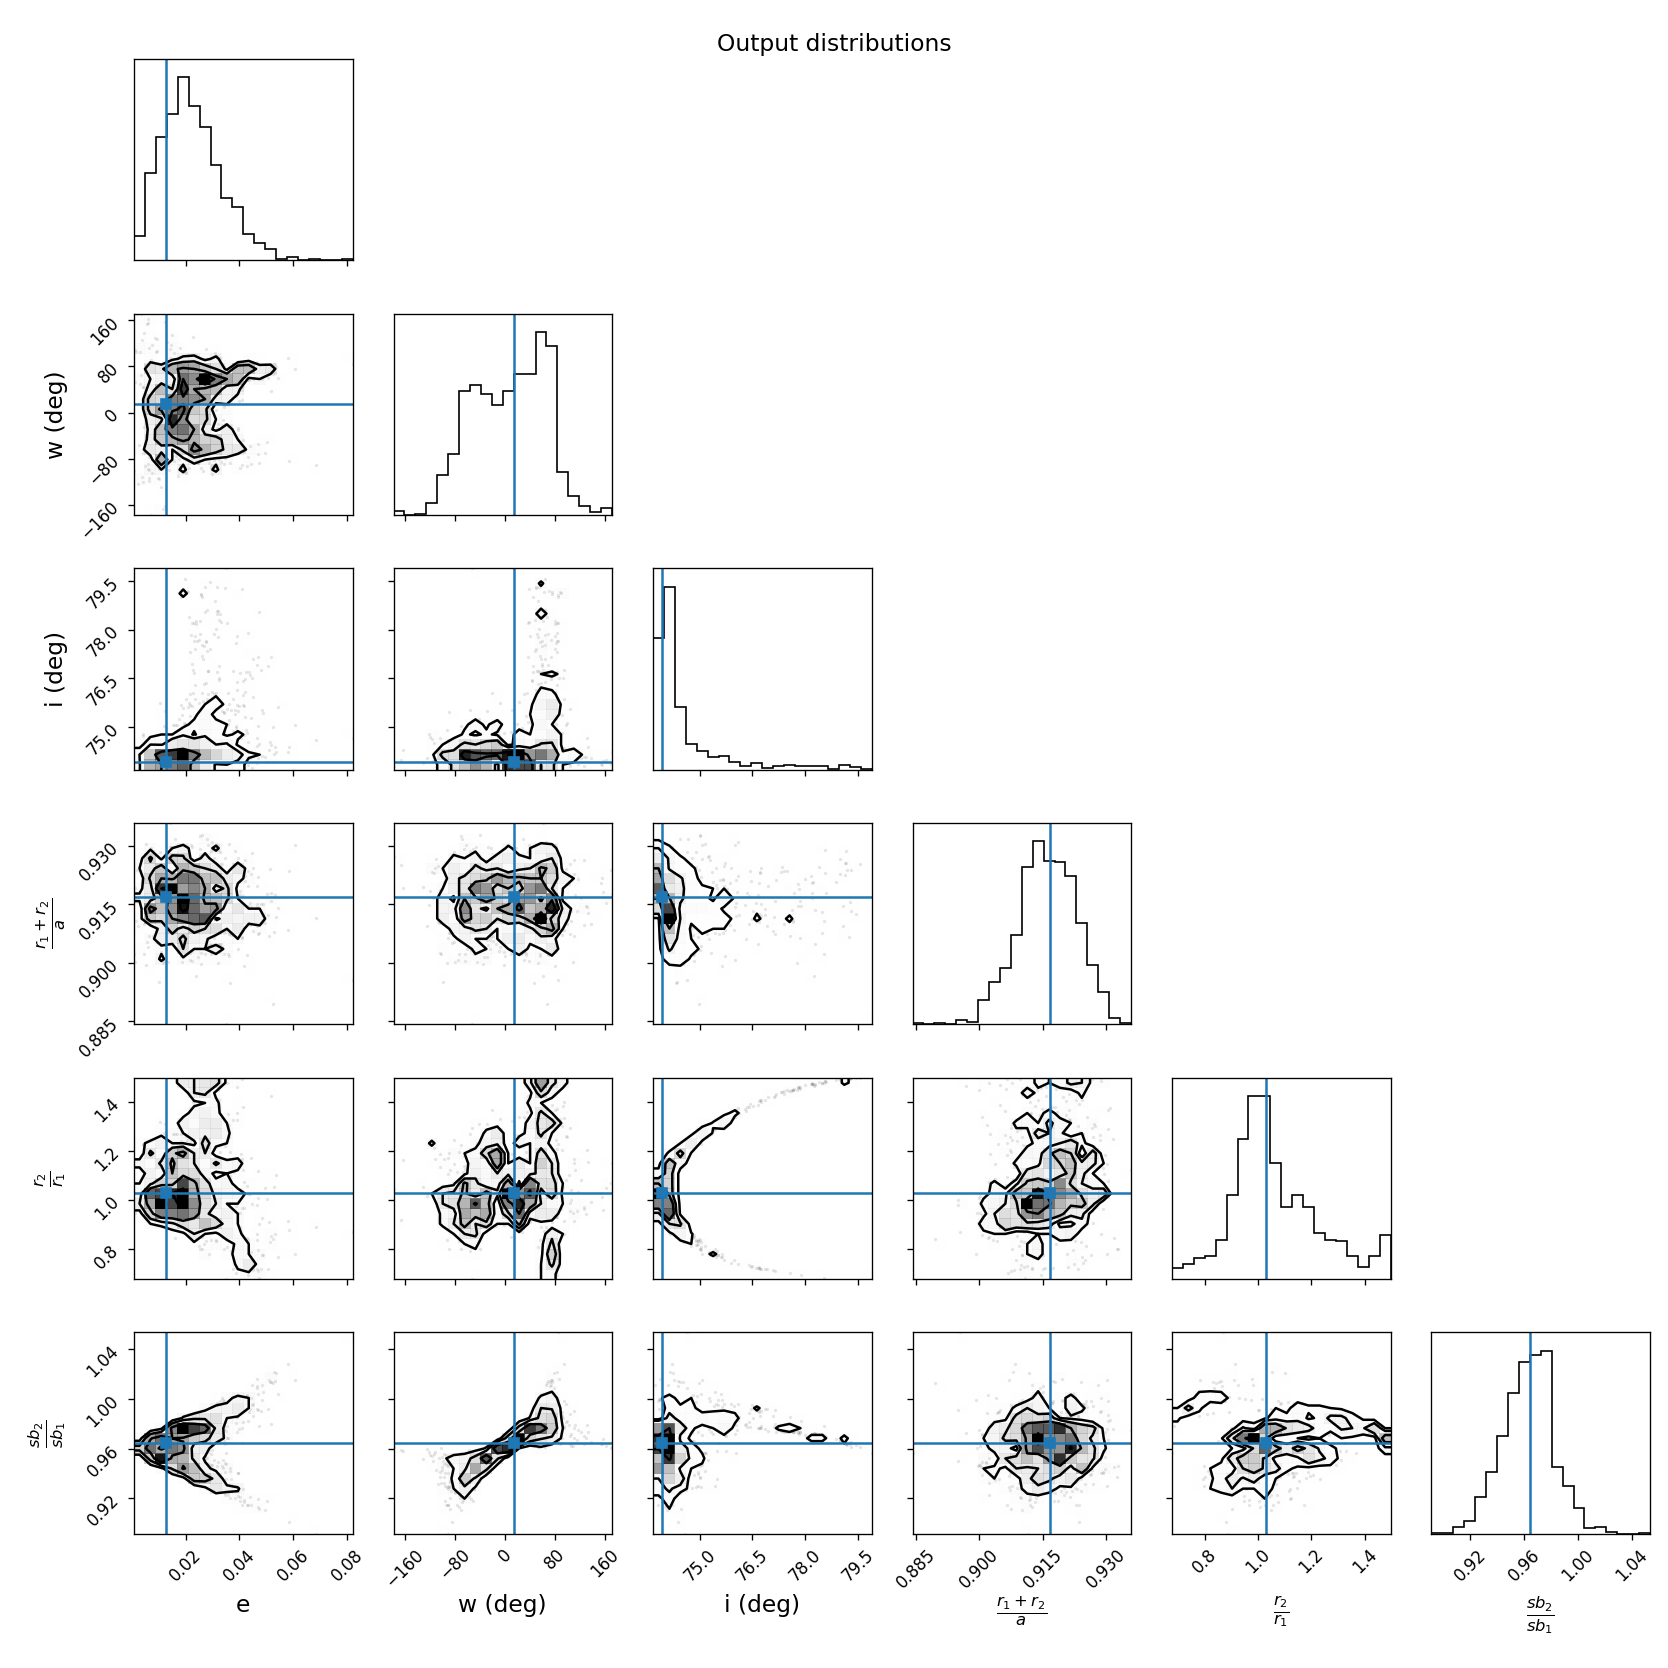 Output distributions
w (deg)
160
80
0
−80
−160
i (deg)
79.5
78.0
76.5
75.0
r₁ + r₂
a
0.930
0.915
0.900
0.885
r₂
r₁
1.4
1.2
1.0
0.8
sb₂
sb₁
1.04
1.00
0.96
0.92
0.02 0.04 0.06 0.08 −160 −80 0 80 160 75.0 76.5 78.0 79.5 0.885 0.900 0.915 0.930 0.8 1.0 1.2 1.4 0.92 0.96 1.00 1.04
e w (deg) i (deg)
r₁ + r₂
a
r₂
r₁
sb₂
sb₁